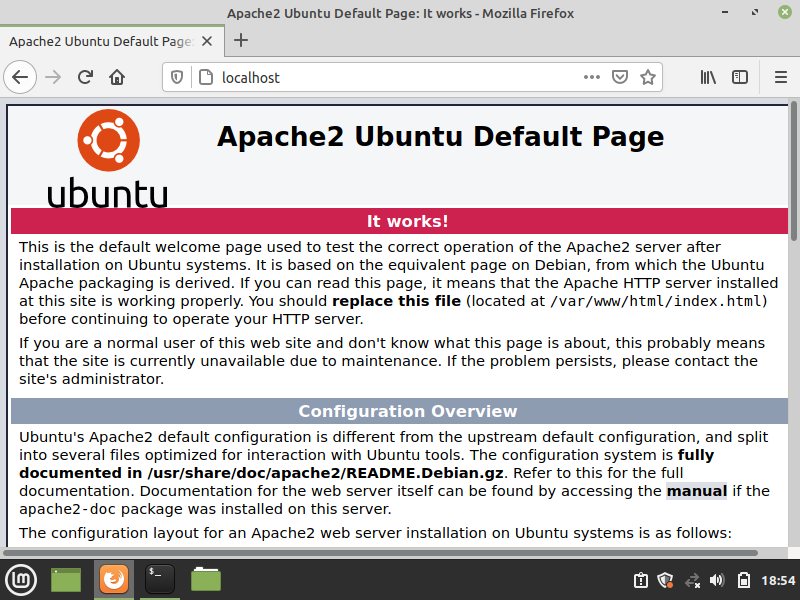 Apache2 Ubuntu Default Page: It works - Mozilla Firefox
Apache2 Ubuntu Default Page:
localhost
ubuntu
Apache2 Ubuntu Default Page
It works!
This is the default welcome page used to test the correct operation of the Apache2 server after
installation on Ubuntu systems. It is based on the equivalent page on Debian, from which the Ubuntu
Apache packaging is derived. If you can read this page, it means that the Apache HTTP server installed
at this site is working properly. You should replace this file (located at /var/www/html/index.html)
before continuing to operate your HTTP server.
If you are a normal user of this web site and don't know what this page is about, this probably means
that the site is currently unavailable due to maintenance. If the problem persists, please contact the
site's administrator.
Configuration Overview
Ubuntu's Apache2 default configuration is different from the upstream default configuration, and split
into several files optimized for interaction with Ubuntu tools. The configuration system is fully
documented in /usr/share/doc/apache2/README.Debian.gz. Refer to this for the full
documentation. Documentation for the web server itself can be found by accessing the manual if the
apache2-doc package was installed on this server.
The configuration layout for an Apache2 web server installation on Ubuntu systems is as follows:
18:54